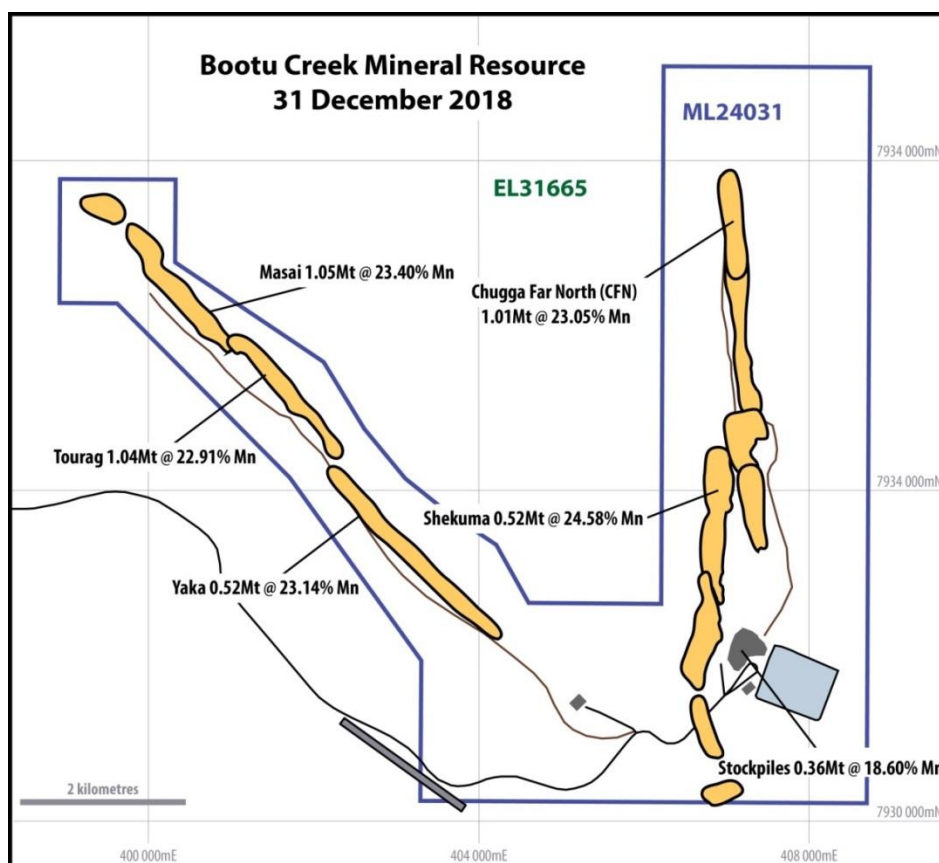 Bootu Creek Mineral Resource
31 December 2018
ML24031
7934 000mN
EL31665
Masai 1.05Mt @ 23.40% Mn
Chugga Far North (CFN)
1.01Mt @ 23.05% Mn
Tourag 1.04Mt @ 22.91% Mn
7934 000mN
Shekuma 0.52Mt @ 24.58% Mn
Yaka 0.52Mt @ 23.14% Mn
Stockpiles 0.36Mt @ 18.60% Mn
2 kilometres
7930 000mN
400 000mE
404 000mE
408 000mE